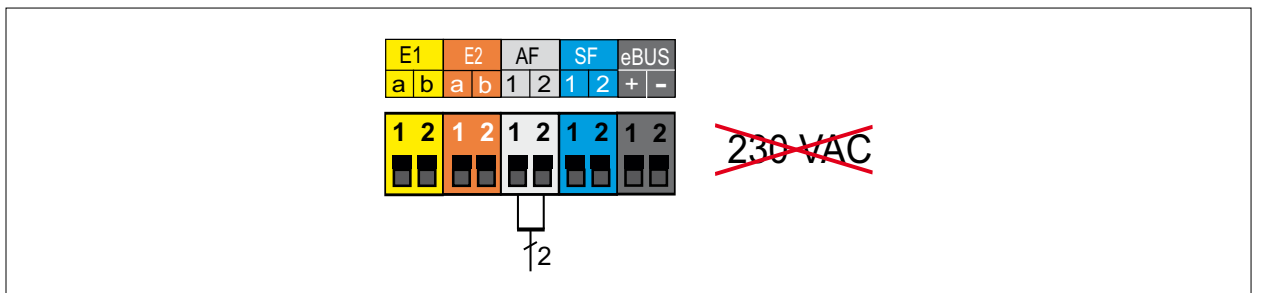 E1 E2 AF SF eBUS
a b a b 1 2 1 2 + -
1 2 1 2 1 2 1 2 1 2
230 VAC
2